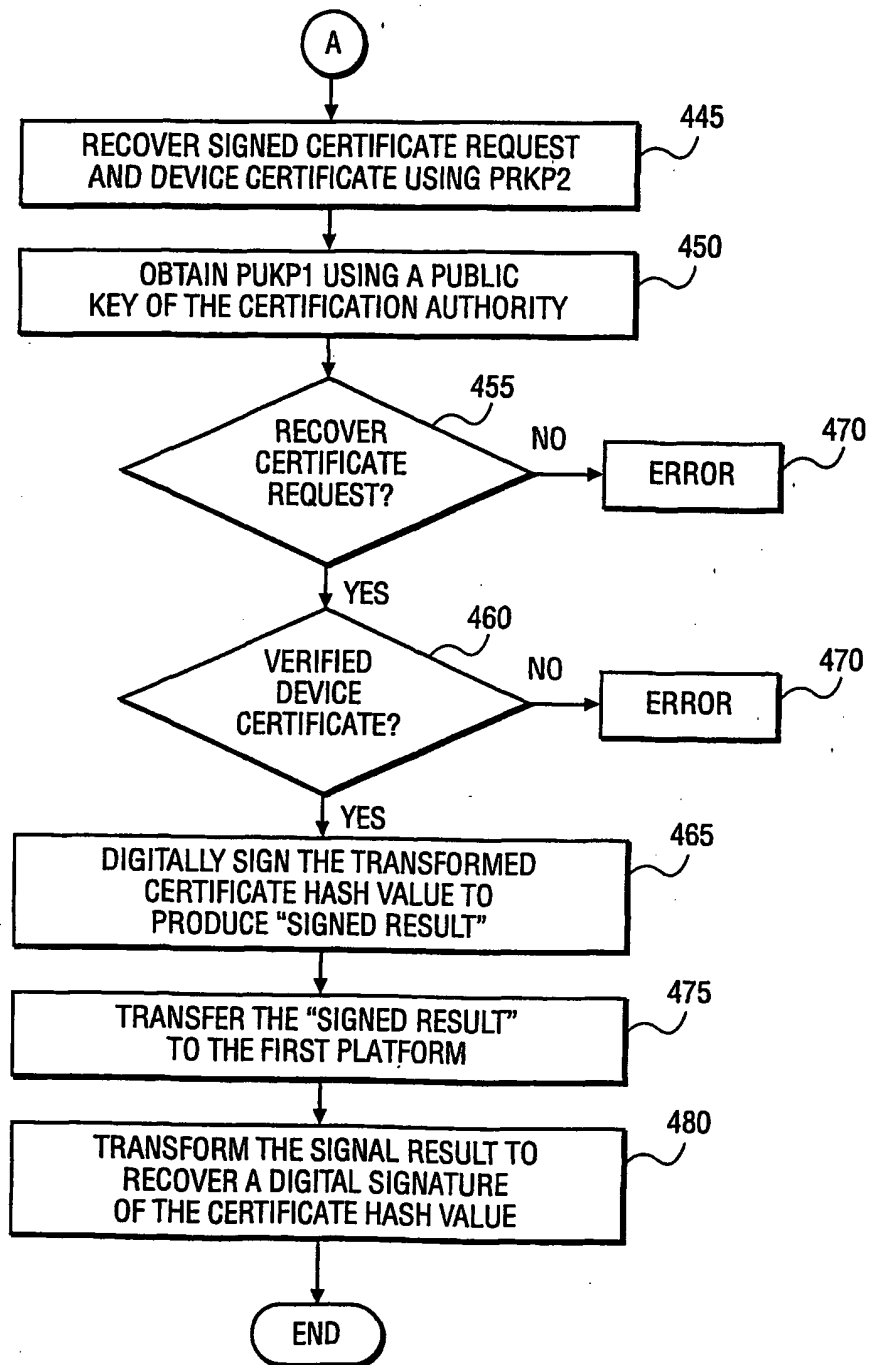 A
RECOVER SIGNED CERTIFICATE REQUEST
AND DEVICE CERTIFICATE USING PRKP2
445
OBTAIN PUKP1 USING A PUBLIC
KEY OF THE CERTIFICATION AUTHORITY
450
RECOVER
CERTIFICATE
REQUEST?
455
NO
ERROR
470
YES
VERIFIED
DEVICE
CERTIFICATE?
460
NO
ERROR
470
YES
DIGITALLY SIGN THE TRANSFORMED
CERTIFICATE HASH VALUE TO
PRODUCE “SIGNED RESULT”
465
TRANSFER THE “SIGNED RESULT”
TO THE FIRST PLATFORM
475
TRANSFORM THE SIGNAL RESULT TO
RECOVER A DIGITAL SIGNATURE
OF THE CERTIFICATE HASH VALUE
480
END